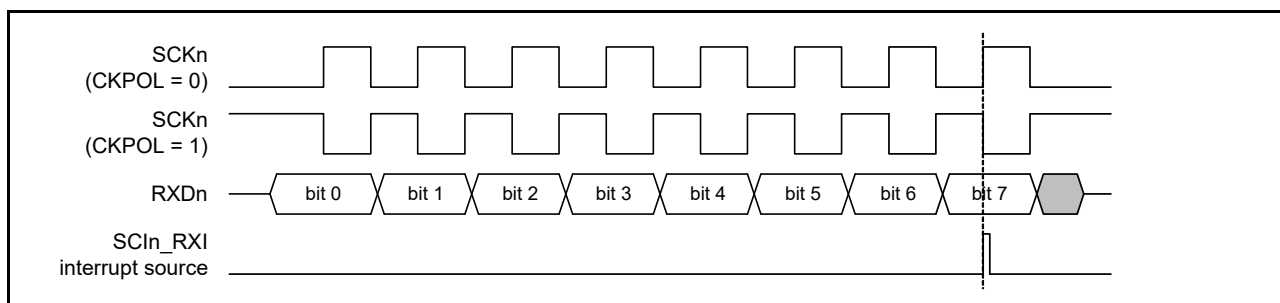 SCKn
(CKPOL = 0)
SCKn
(CKPOL = 1)
RXDn
bit 0
bit 1
bit 2
bit 3
bit 4
bit 5
bit 6
bit 7
SCIn_RXI
interrupt source